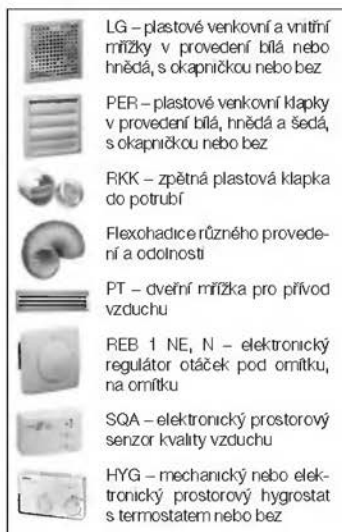 LG – plastové venkovní a vnitřní
mřížky v provedení bílá nebo
hnědá, s okapničkou nebo bez
PER – plastové venkovní klapky
v provedení bílá, hnědá a šedá,
s okapničkou nebo bez
RKK – zpětná plastová klapka
do potrubí
Flexohadice různého provede-
ní a odolnosti
PT – dveřní mřížka pro přívod
vzduchu
REB 1 NE, N – elektronický
regulátor otáček pod omítku,
na omítku
SQA – elektronický prostorový
senzor kvality vzduchu
HYG – mechanický nebo elek-
tronický prostorový hygrostat
s termostatem nebo bez